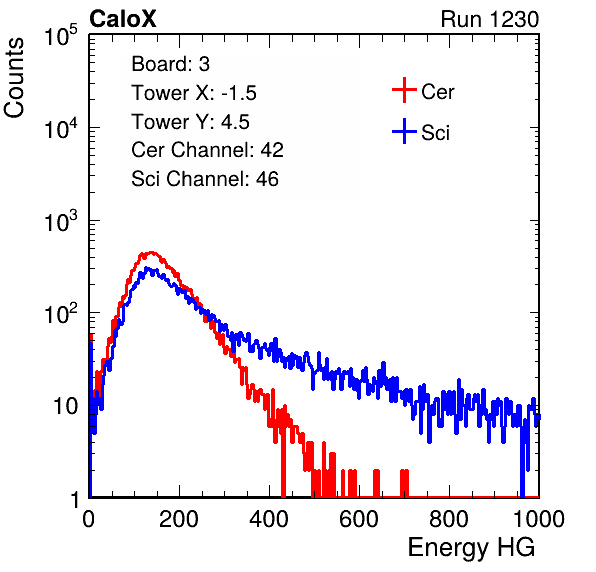 CaloX Run 1230
Counts
10^5
10^4
10^3
10^2
10
1
Board: 3
Tower X: -1.5
Tower Y: 4.5
Cer Channel: 42
Sci Channel: 46
Cer
Sci
0 200 400 600 800 1000
Energy HG